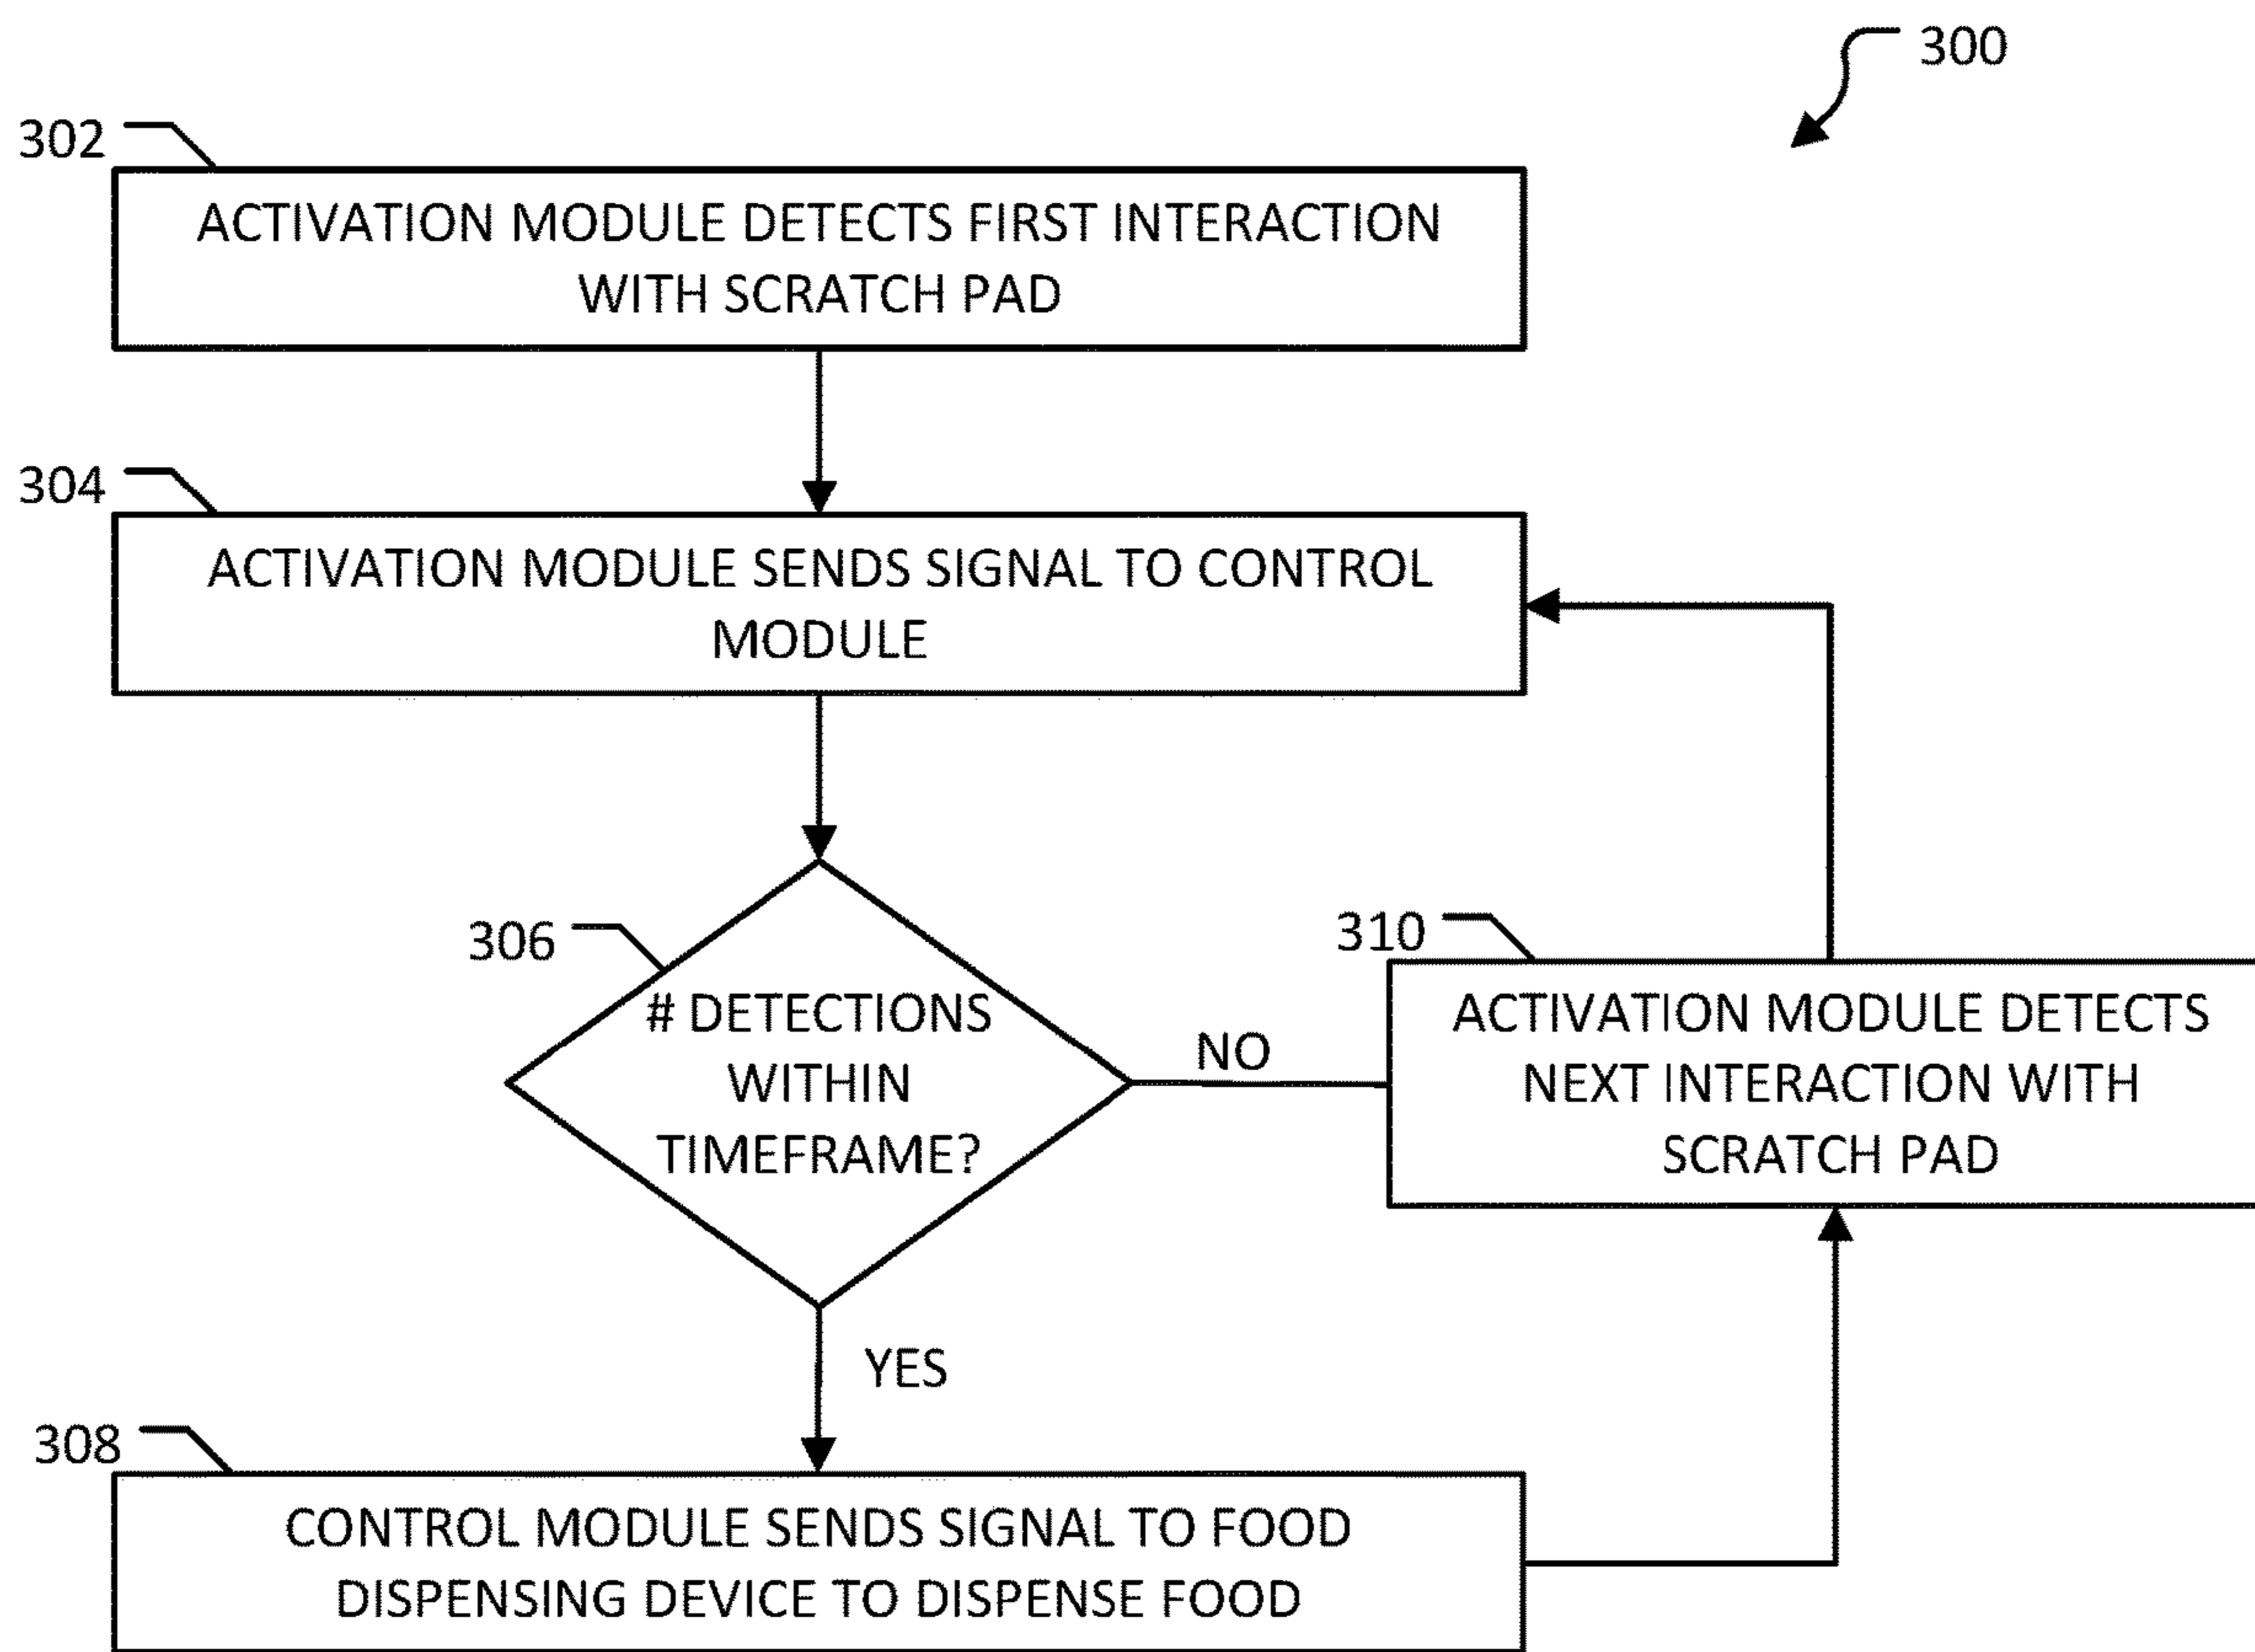 300
302
ACTIVATION MODULE DETECTS FIRST INTERACTION
WITH SCRATCH PAD
304
ACTIVATION MODULE SENDS SIGNAL TO CONTROL
MODULE
306
# DETECTIONS
WITHIN
TIMEFRAME?
NO
310
ACTIVATION MODULE DETECTS
NEXT INTERACTION WITH
SCRATCH PAD
YES
308
CONTROL MODULE SENDS SIGNAL TO FOOD
DISPENSING DEVICE TO DISPENSE FOOD